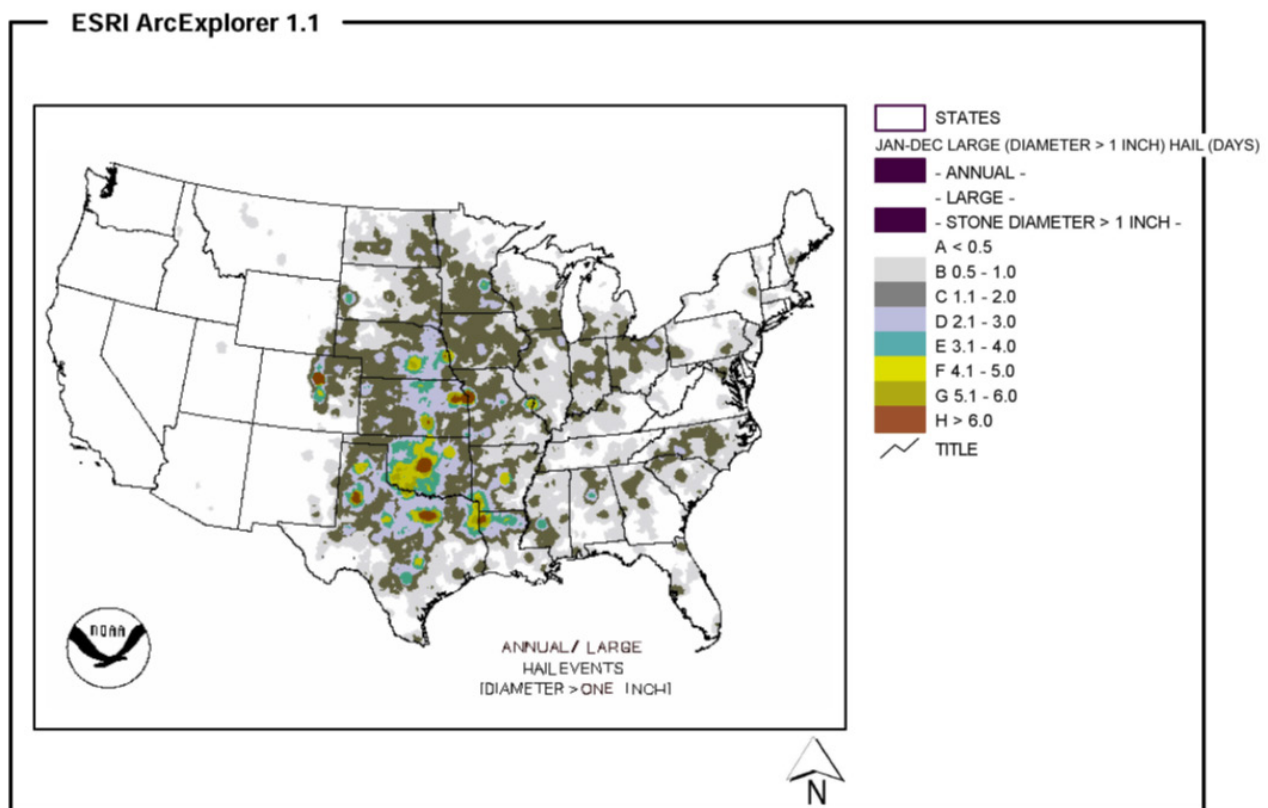 ESRI ArcExplorer 1.1
STATES
JAN-DEC LARGE (DIAMETER > 1 INCH) HAIL (DAYS)
- ANNUAL -
- LARGE -
- STONE DIAMETER > 1 INCH -
A < 0.5
B 0.5 - 1.0
C 1.1 - 2.0
D 2.1 - 3.0
E 3.1 - 4.0
F 4.1 - 5.0
G 5.1 - 6.0
H > 6.0
TITLE
NOAA
ANNUAL/ LARGE
HAILEVENTS
[DIAMETER >ONE INCH]
N